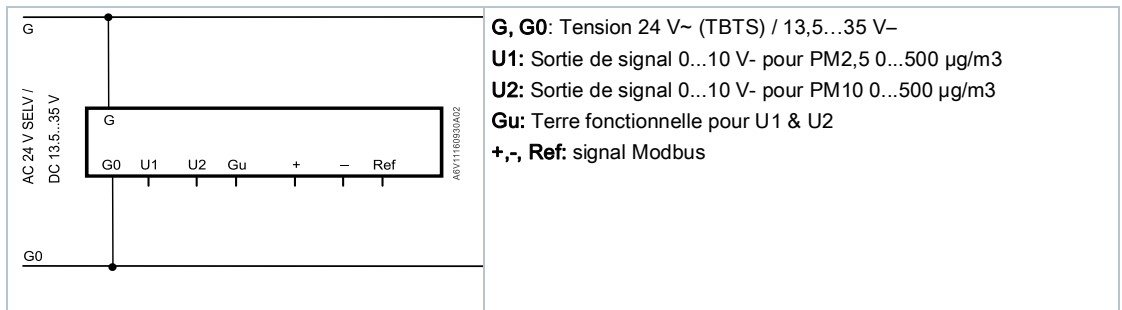 G
AC 24 V SELV /
DC 13.5...35 V
G
G0 U1 U2 Gu + – Ref
A6V11160930A02
G0
G, G0: Tension 24 V~ (TBTS) / 13,5…35 V–
U1: Sortie de signal 0...10 V- pour PM2,5 0...500 µg/m3
U2: Sortie de signal 0...10 V- pour PM10 0...500 µg/m3
Gu: Terre fonctionnelle pour U1 & U2
+,-, Ref: signal Modbus